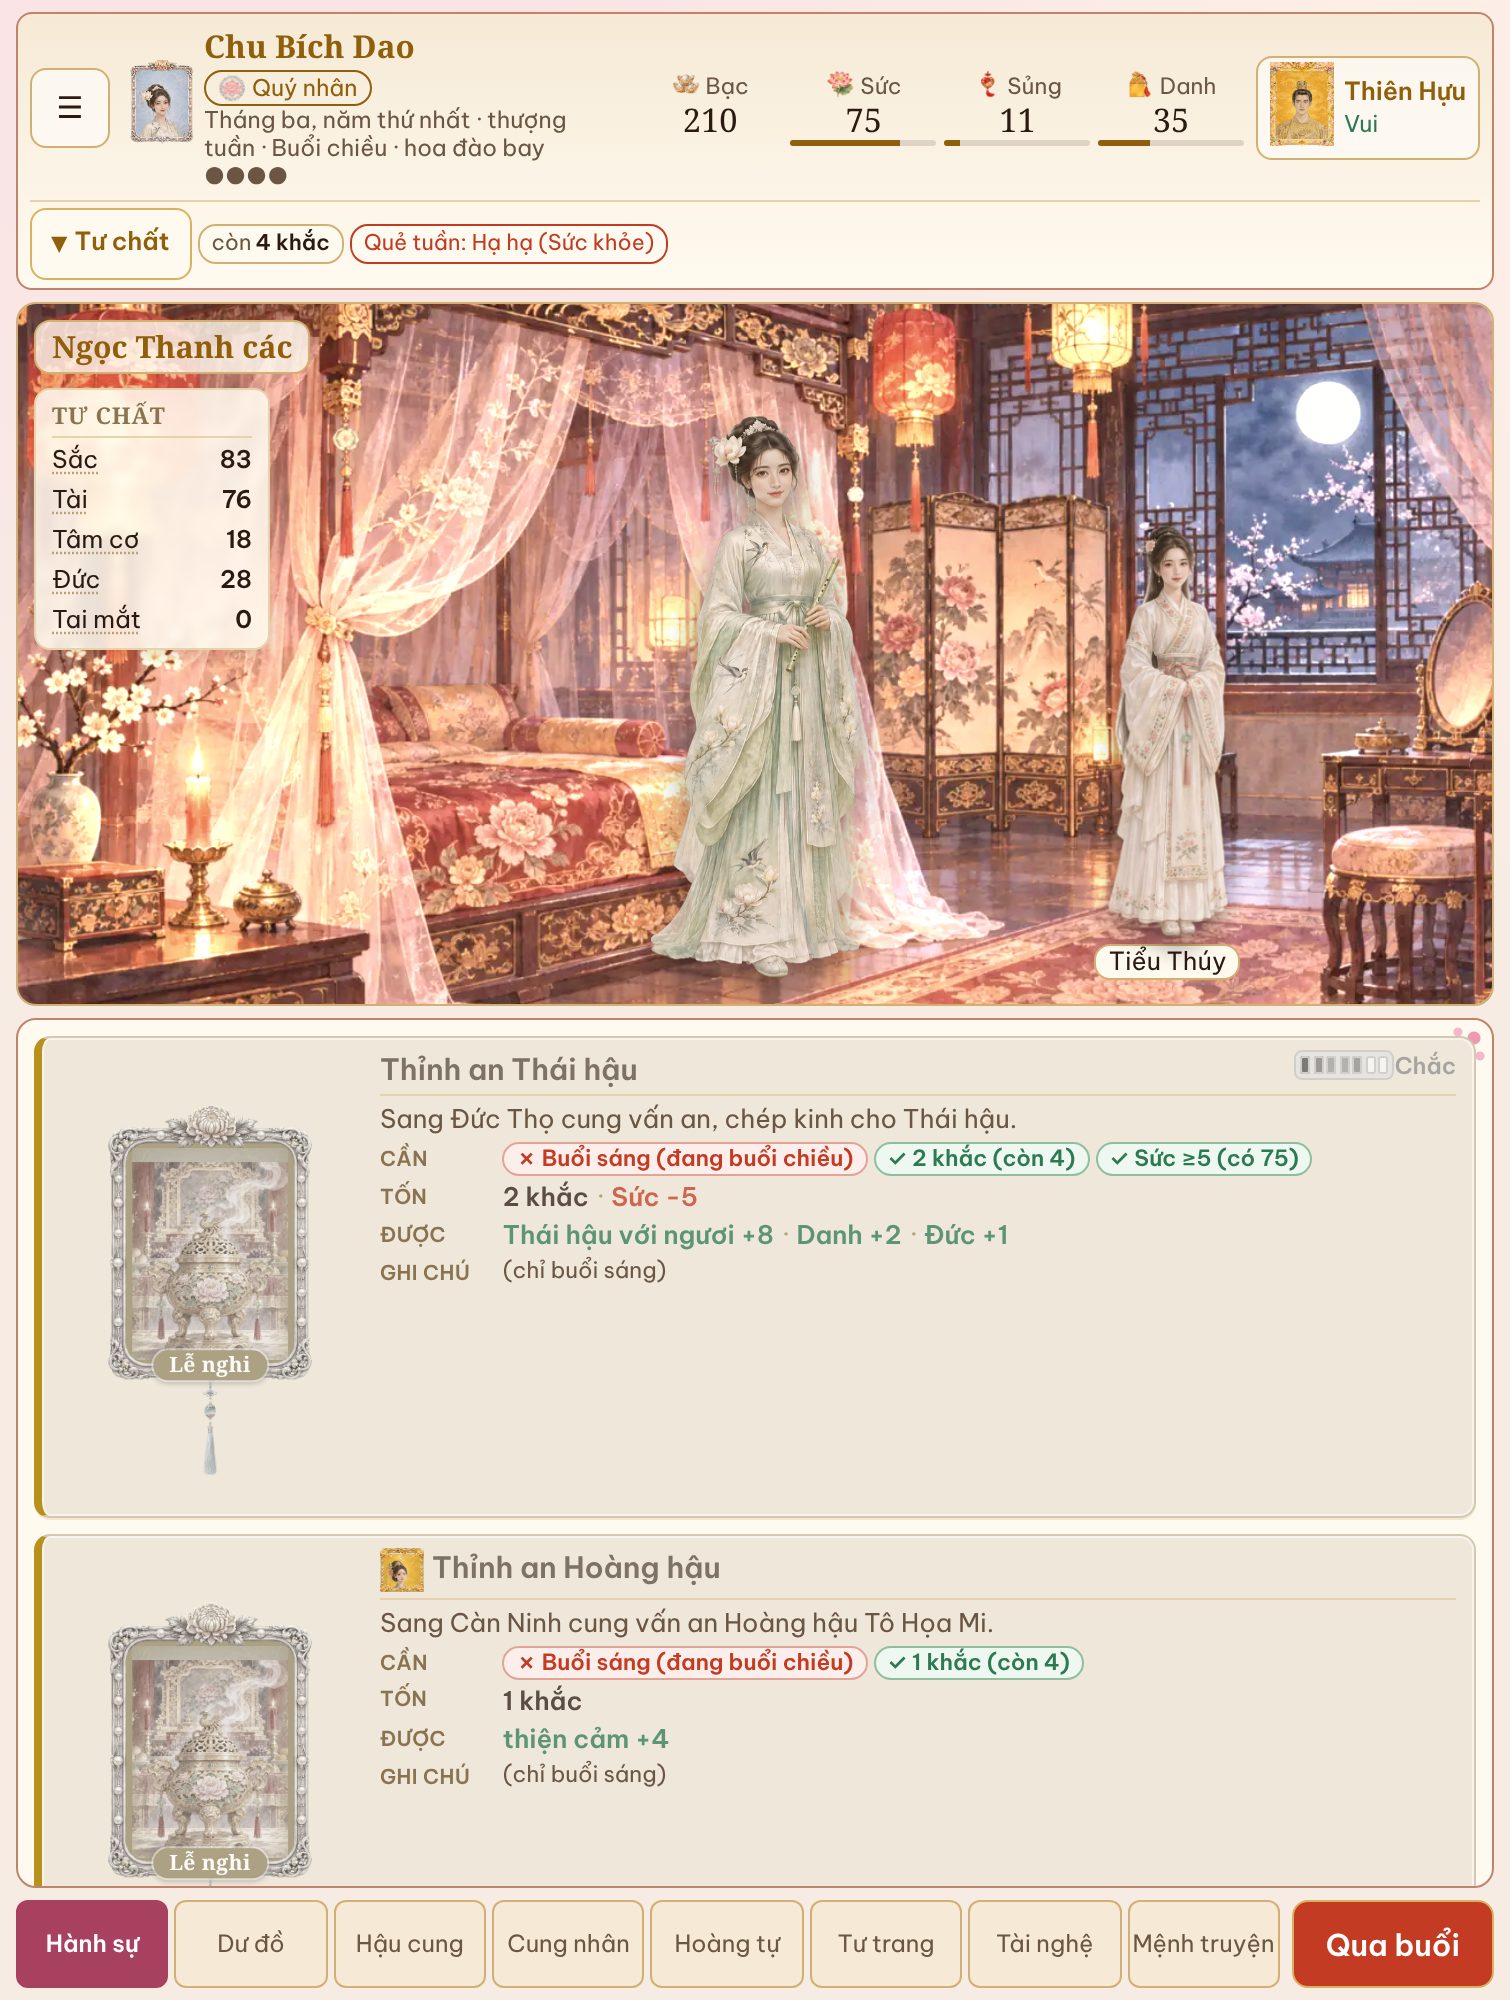 Chu Bích Dao
Quý nhân
Tháng ba, năm thứ nhất · thượng
tuần · Buổi chiều · hoa đào bay
Bạc
210
Sức
75
Sủng
11
Danh
35
Thiên Hựu
Vui
▼ Tư chất
còn 4 khắc
Quẻ tuần: Hạ hạ (Sức khỏe)
Ngọc Thanh các
TƯ CHẤT
Sắc 83
Tài 76
Tâm cơ 18
Đức 28
Tai mắt 0
Tiểu Thúy
Thỉnh an Thái hậu
Chắc
Sang Đức Thọ cung vấn an, chép kinh cho Thái hậu.
CẦN × Buổi sáng (đang buổi chiều) ✓ 2 khắc (còn 4) ✓ Sức ≥5 (có 75)
TỐN 2 khắc · Sức -5
ĐƯỢC Thái hậu với ngươi +8 · Danh +2 · Đức +1
GHI CHÚ (chỉ buổi sáng)
Lễ nghi
Thỉnh an Hoàng hậu
Sang Càn Ninh cung vấn an Hoàng hậu Tô Họa Mi.
CẦN × Buổi sáng (đang buổi chiều) ✓ 1 khắc (còn 4)
TỐN 1 khắc
ĐƯỢC thiện cảm +4
GHI CHÚ (chỉ buổi sáng)
Lễ nghi
Hành sự
Dư đồ
Hậu cung
Cung nhân
Hoàng tự
Tư trang
Tài nghệ
Mệnh truyện
Qua buổi